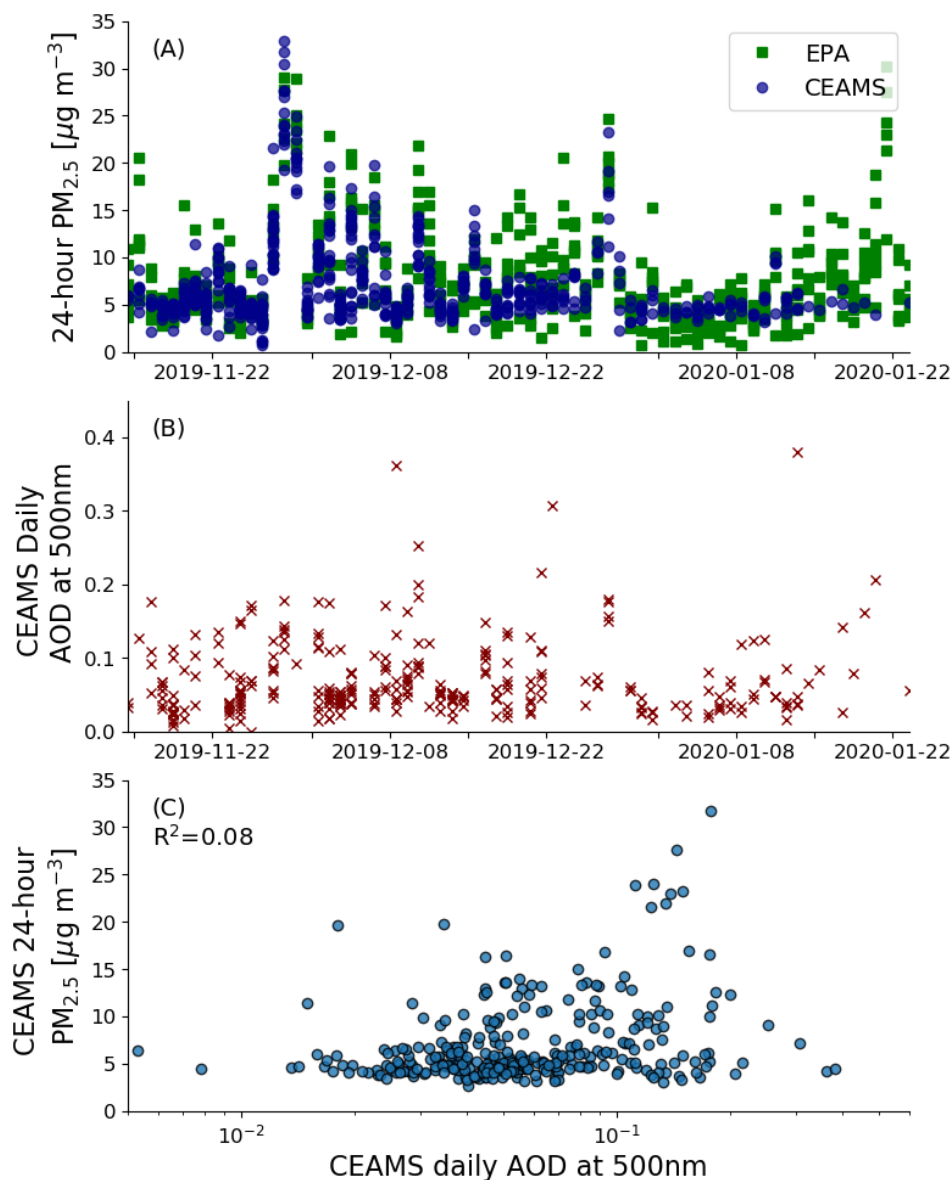 35
30
25
20
15
10
5
0
24-hour PM₂.₅ [μg m⁻³]
(A)
EPA
CEAMS
2019-11-22
2019-12-08
2019-12-22
2020-01-08
2020-01-22
0.4
0.3
0.2
0.1
0.0
CEAMS Daily
AOD at 500nm
(B)
2019-11-22
2019-12-08
2019-12-22
2020-01-08
2020-01-22
35
30
25
20
15
10
5
0
CEAMS 24-hour
PM₂.₅ [μg m⁻³]
(C)
R²=0.08
10⁻²
10⁻¹
CEAMS daily AOD at 500nm